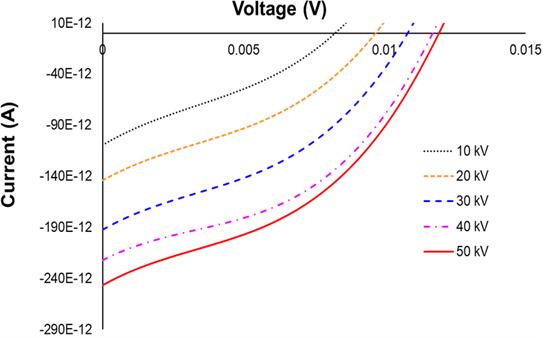 Voltage (V)
10E-12
0 0.005 0.01 0.015
-40E-12
-90E-12
-140E-12
-190E-12
-240E-12
-290E-12
Current (A)
10 kV
20 kV
30 kV
40 kV
50 kV